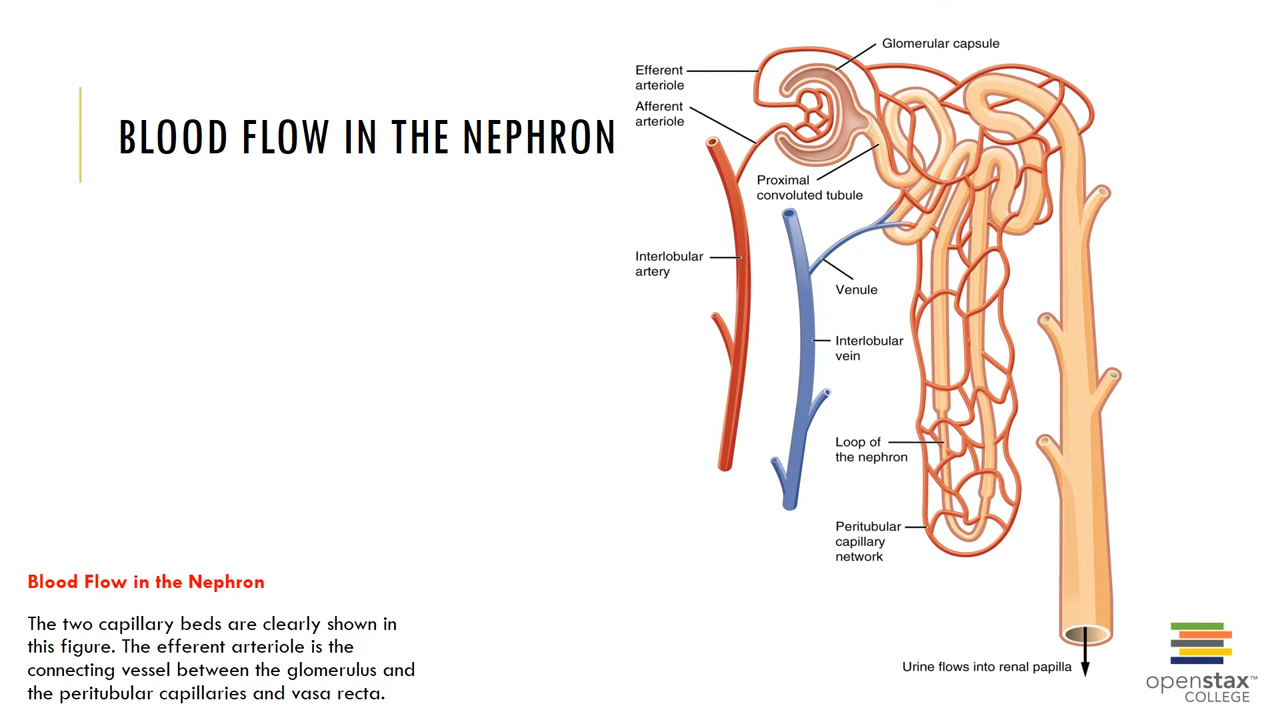 BLOOD FLOW IN THE NEPHRON
Glomerular capsule
Efferent
arteriole
Afferent
arteriole
Proximal
convoluted tubule
Interlobular
artery
Venule
Interlobular
vein
Loop of
the nephron
Peritubular
capillary
network
Urine flows into renal papilla
Blood Flow in the Nephron
The two capillary beds are clearly shown in
this figure. The efferent arteriole is the
connecting vessel between the glomerulus and
the peritubular capillaries and vasa recta.
openstax™
COLLEGE